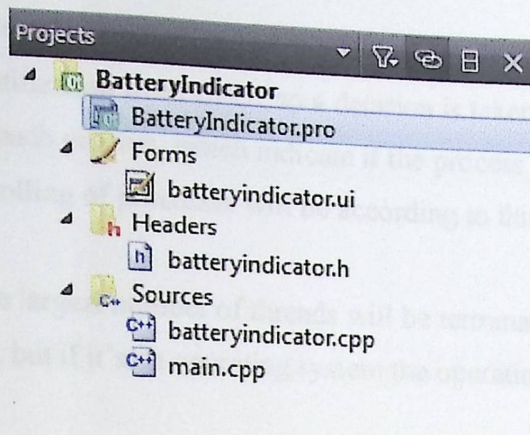 Projects
BatteryIndicator
BatteryIndicator.pro
Forms
batteryindicator.ui
Headers
h
batteryindicator.h
h
Sources
C++
batteryindicator.cpp
C++
main.cpp
C++